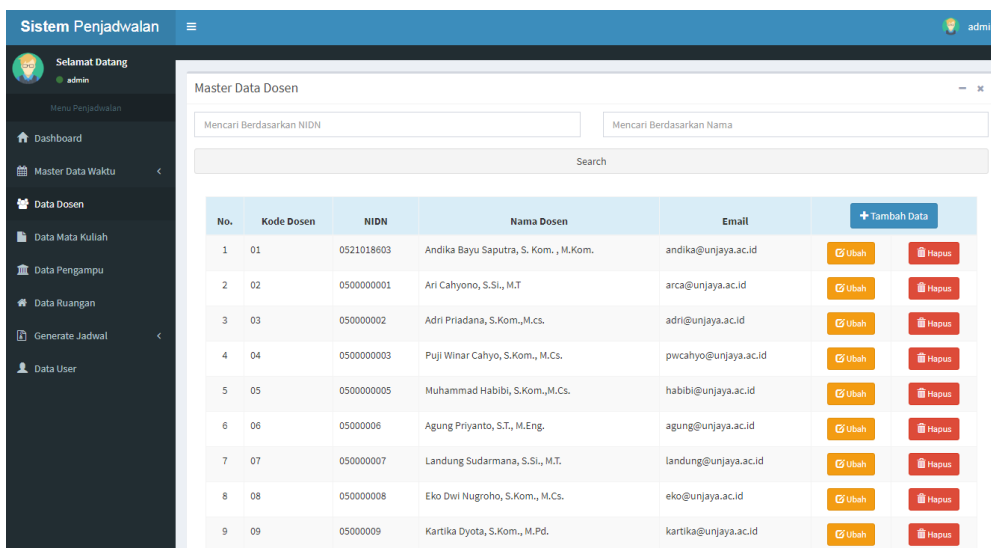 Sistem Penjadwalan
admi
Selamat Datang
admin
Menu Penjadwalan
Dashboard
Master Data Waktu
Data Dosen
Data Mata Kuliah
Data Pengampu
Data Ruangan
Generate Jadwal
Data User
Master Data Dosen
Mencari Berdasarkan NIDN Mencari Berdasarkan Nama
Search
No. Kode Dosen NIDN Nama Dosen Email Tambah Data
1 01 0521018603 Andika Bayu Saputra, S. Kom. , M.Kom. andika@unjaya.ac.id Ubah Hapus
2 02 0500000001 Ari Cahyono, S.Si., M.T arca@unjaya.ac.id Ubah Hapus
3 03 050000002 Adri Priadana, S.Kom.,M.cs. adri@unjaya.ac.id Ubah Hapus
4 04 0500000003 Puji Winar Cahyo, S.Kom., M.Cs. pwcahyo@unjaya.ac.id Ubah Hapus
5 05 0500000005 Muhammad Habibi, S.Kom.,M.Cs. habibi@unjaya.ac.id Ubah Hapus
6 06 05000006 Agung Priyanto, S.T., M.Eng. agung@unjaya.ac.id Ubah Hapus
7 07 050000007 Landung Sudarmana, S.Si., M.T. landung@unjaya.ac.id Ubah Hapus
8 08 050000008 Eko Dwi Nugroho, S.Kom., M.Cs. eko@unjaya.ac.id Ubah Hapus
9 09 05000009 Kartika Dyota, S.Kom., M.Pd. kartika@unjaya.ac.id Ubah Hapus